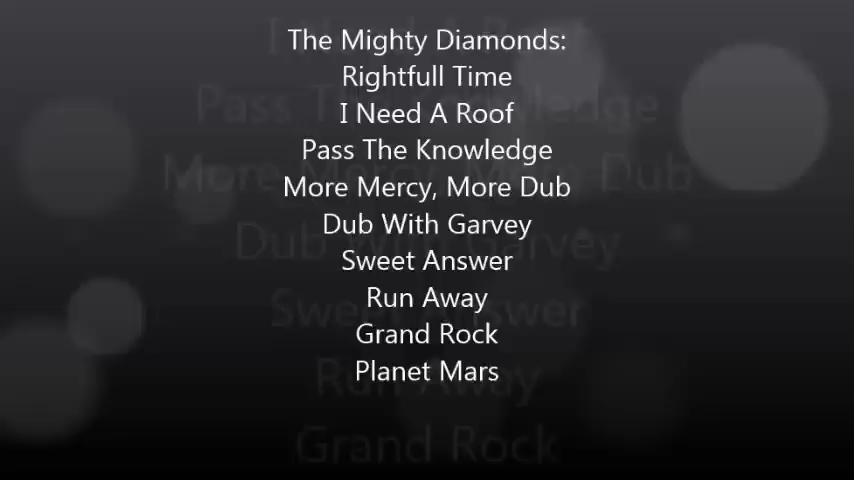 The Mighty Diamonds:
Rightfull Time
I Need A Roof
Pass The Knowledge
More Mercy, More Dub
Dub With Garvey
Sweet Answer
Run Away
Grand Rock
Planet Mars